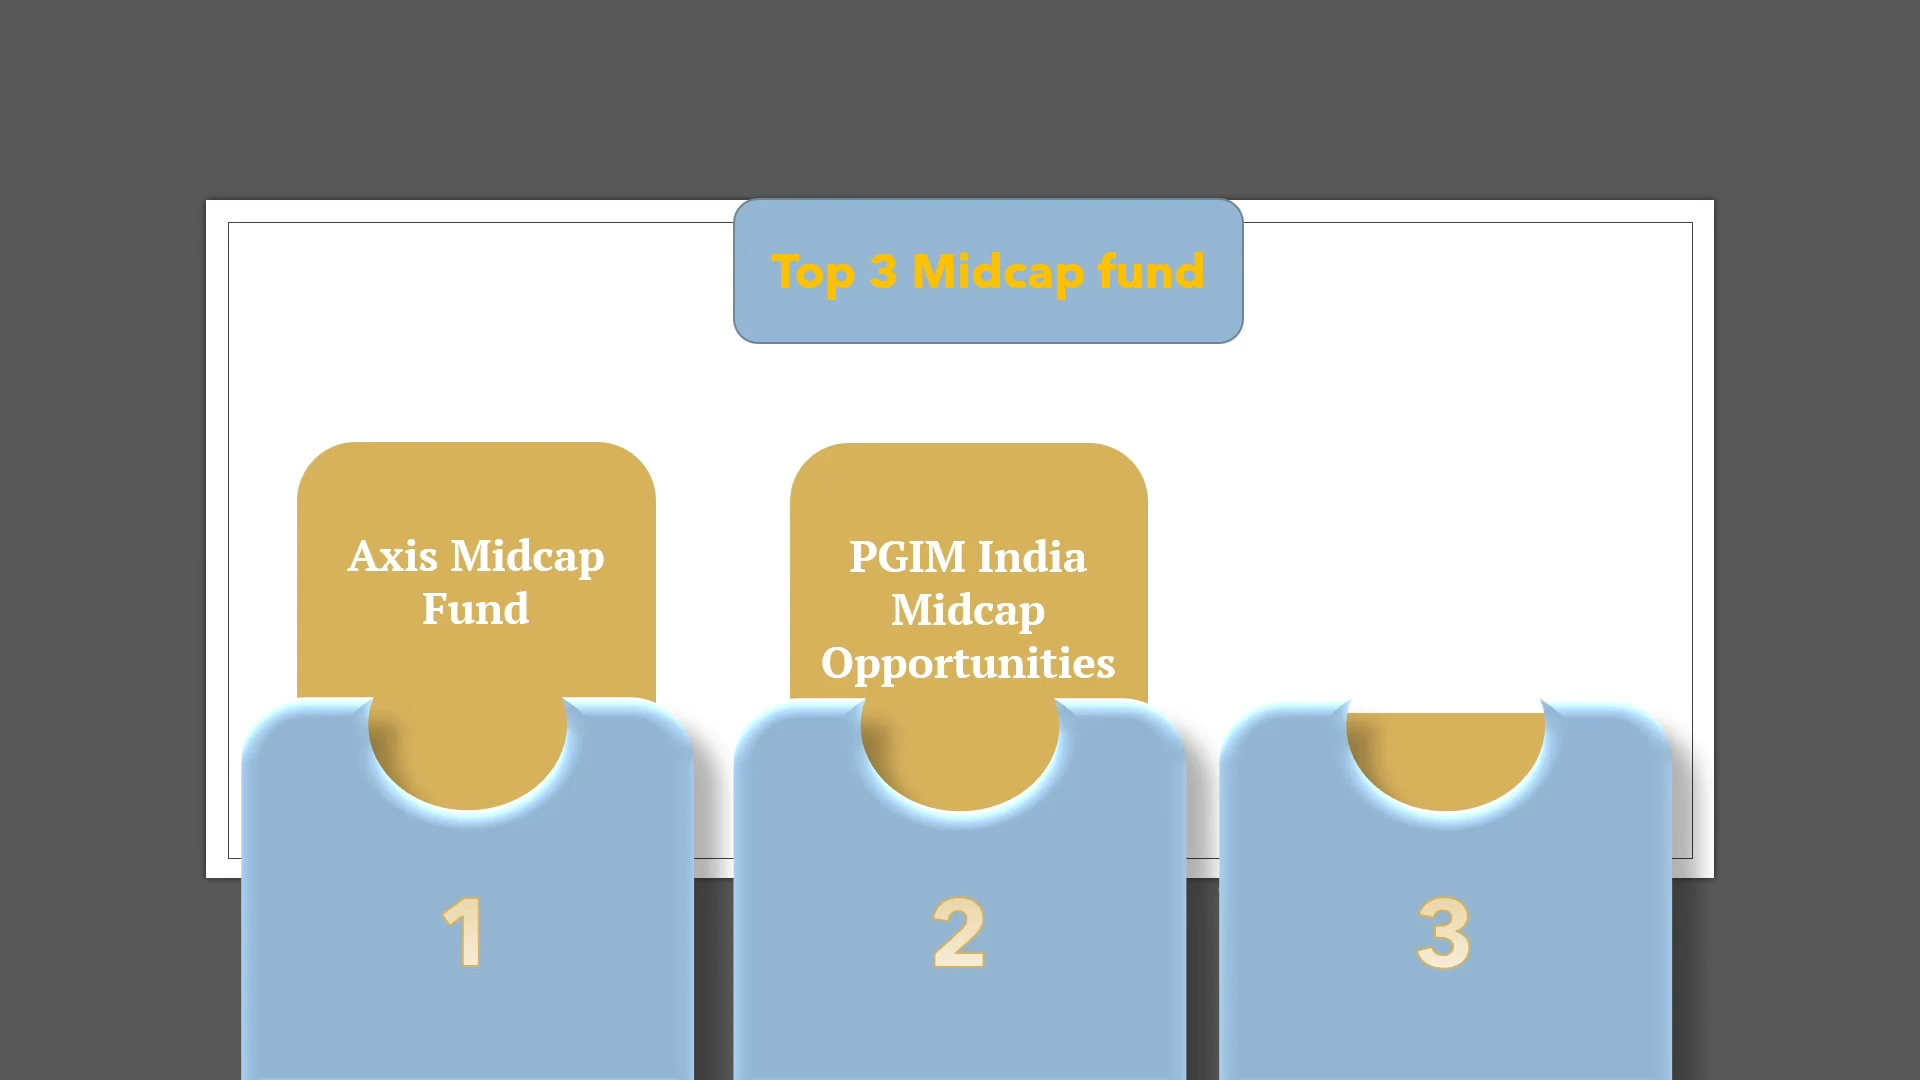 Top 3 Midcap fund
Axis Midcap
Fund
PGIM India
Midcap
Opportunities
1
2
3